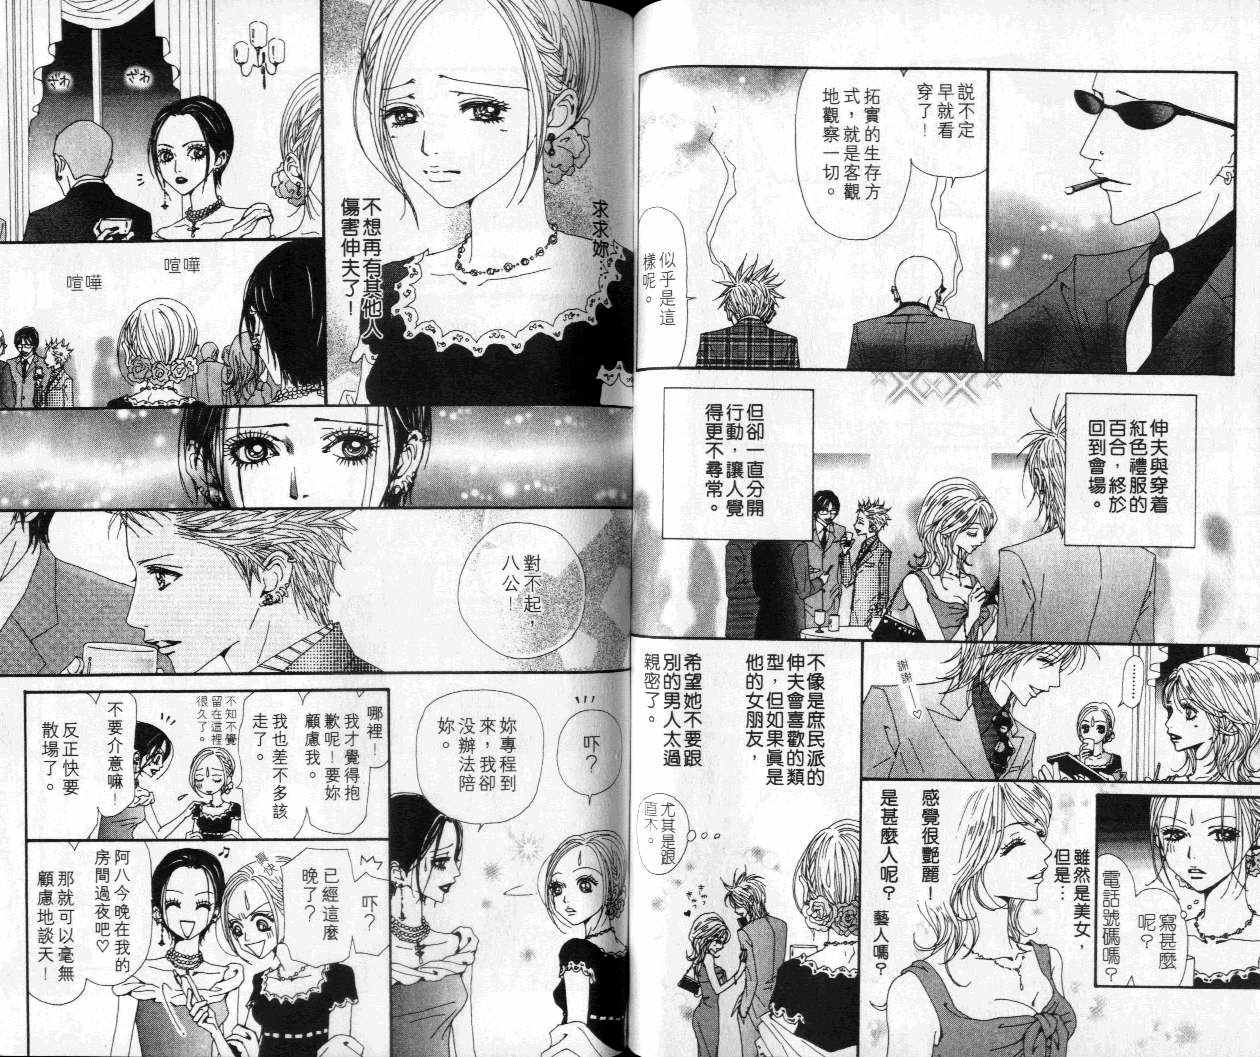 説不定
早就看
穿了！
拓實的生存方
式，就是客觀
地觀察一切。
似乎是這
樣呢。
伸夫與穿着
紅色禮服的
百合，終於
回到會場。
但卻一直分開
行動，讓人覺
得更不尋常。
………
謝謝——♡
不像是庶民派的
伸夫會喜歡的類
型，但如果真是
他的女朋友，
希望她不要跟
別的男人太過
親密了。
寫甚麼
呢？
電話號碼嗎？
雖然是美女，
但是…
感覺很艷麗！
是甚麼人呢？
藝人嗎？
尤其是跟
直木。
求求妳…
不想再有其他人
傷害伸夫了！
ざわ
ざわ
喧嘩
喧嘩
對不起，
八公！
吓？
妳專程到
來，我卻
没辦法陪
妳。
哪裡！
我才覺得抱
歉呢！要妳
顧慮我。
我也差不多該
走了。
不知不覺
留在這裡
很久了。
不要介意嘛！
反正快要
散場了。
吓？
已經這麼
晚了？
阿八今晚在我的
房間過夜吧♡
那就可以毫無
顧慮地談天！